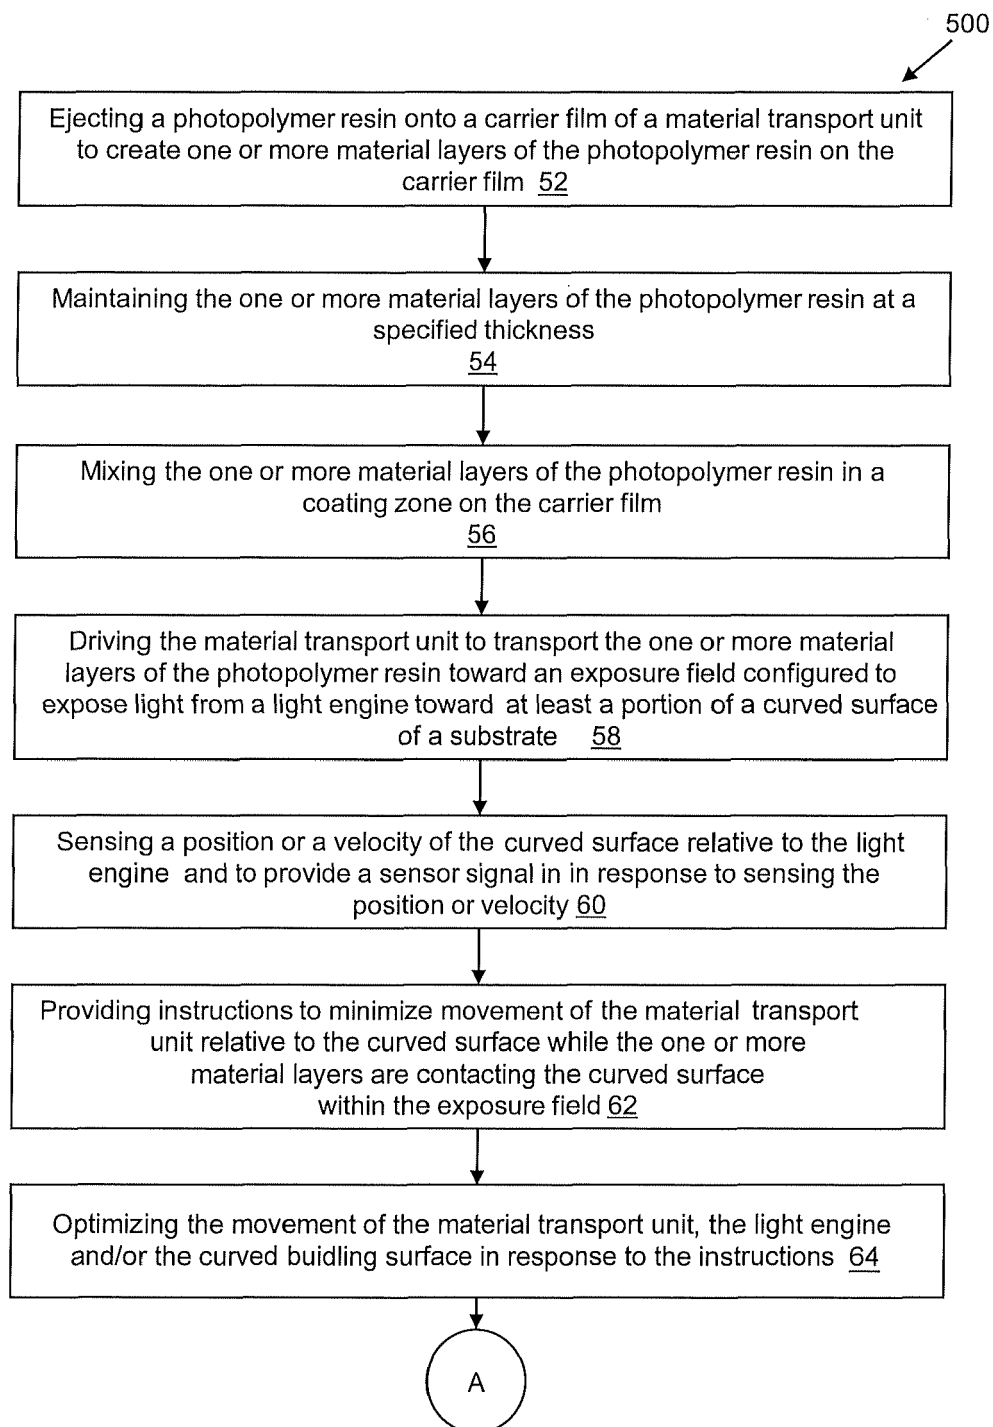 500
Ejecting a photopolymer resin onto a carrier film of a material transport unit
to create one or more material layers of the photopolymer resin on the
carrier film 52
Maintaining the one or more material layers of the photopolymer resin at a
specified thickness
54
Mixing the one or more material layers of the photopolymer resin in a
coating zone on the carrier film
56
Driving the material transport unit to transport the one or more material
layers of the photopolymer resin toward an exposure field configured to
expose light from a light engine toward at least a portion of a curved surface
of a substrate 58
Sensing a position or a velocity of the curved surface relative to the light
engine and to provide a sensor signal in in response to sensing the
position or velocity 60
Providing instructions to minimize movement of the material transport
unit relative to the curved surface while the one or more
material layers are contacting the curved surface
within the exposure field 62
Optimizing the movement of the material transport unit, the light engine
and/or the curved buidling surface in response to the instructions 64
A